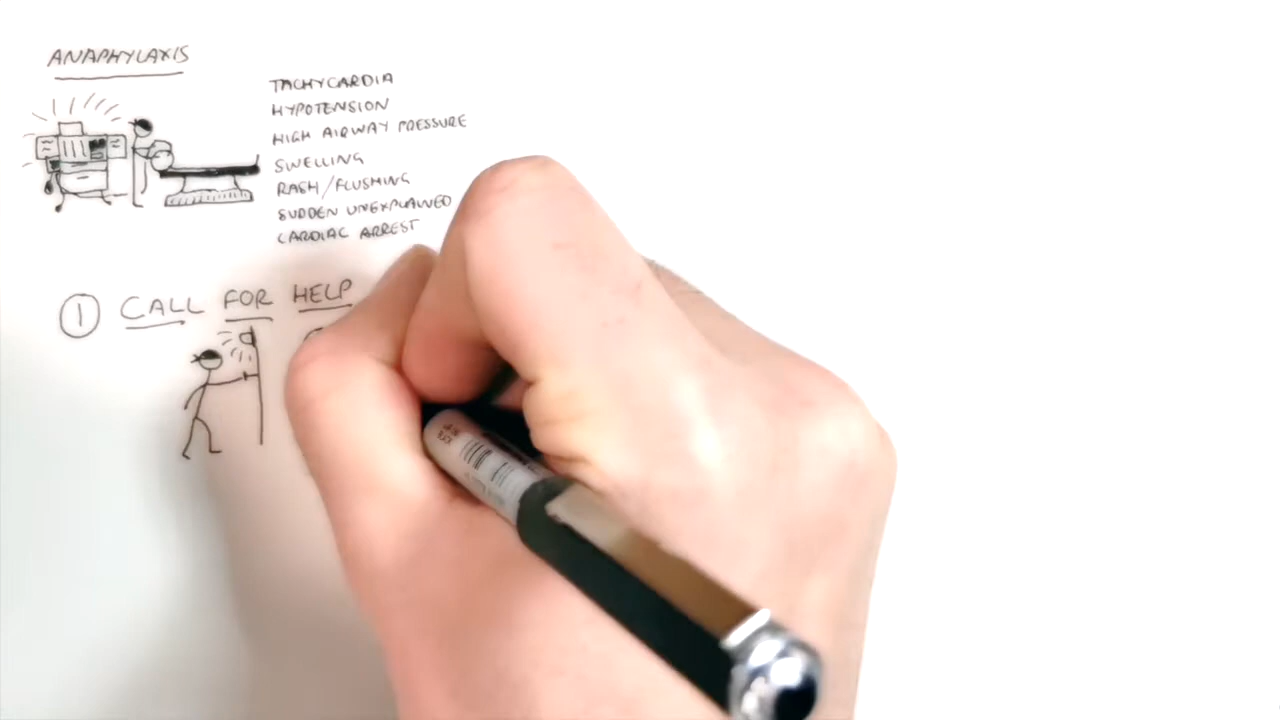 ANAPHYLAXIS
TACHYCARDIA
HYPOTENSION
HIGH AIRWAY PRESSURE
SWELLING
RASH/FLUSHING
SUDDEN UNEXPLAINED
CARDIAC ARREST
1 CALL FOR HELP